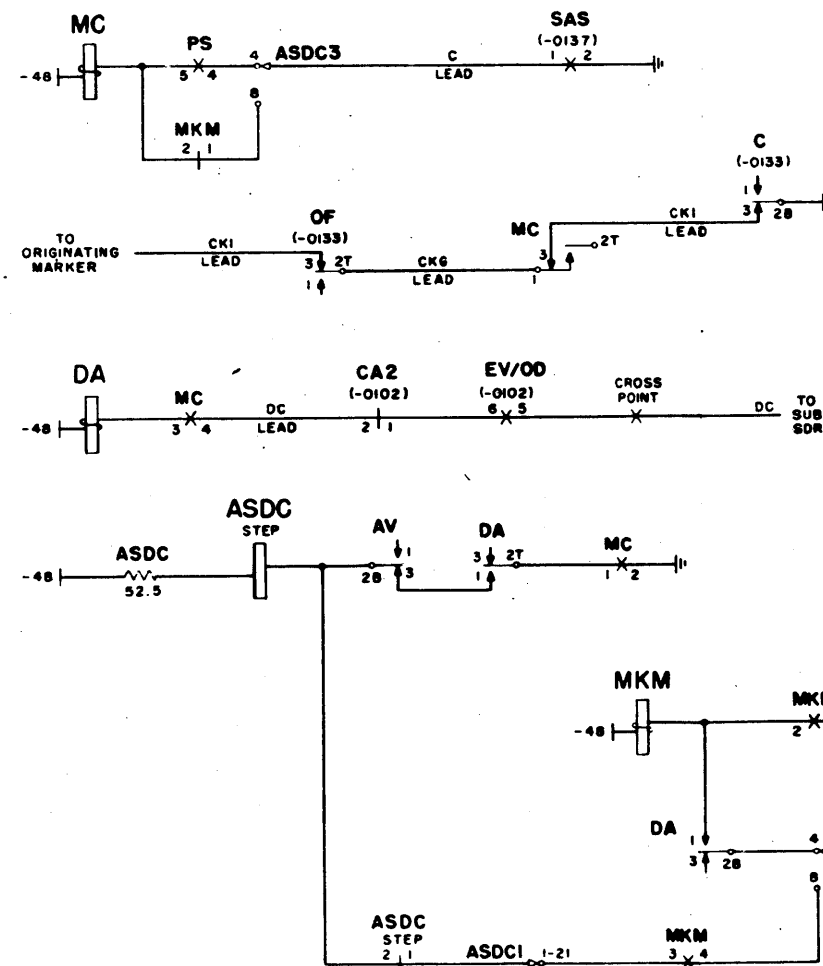 MC
PS
5 4
4
ASDC3
C
LEAD
SAS
(-0137)
1 2
-48
8
MKM
2 1
C
(-0133)
1
3 2B
CK1
LEAD
MC
3
2T
1
OF
(-0133)
TO
ORIGINATING
MARKER
CK1
LEAD
3 2T
1
CK6
LEAD
DA
-48
MC
3 4
DC
LEAD
CA2
(-0102)
2 1
EV/OD
(-0102)
6 5
CROSS
POINT
DC
TO
SUB
SDR
ASDC
STEP
-48
ASDC
52.5
AV
1
2B 3
DA
3 2T
1
MC
1 2
MKM
-48
2
DA
1
3 2B
4
8
ASDC
STEP
2 1
ASDC1
1-21
MKM
3 4